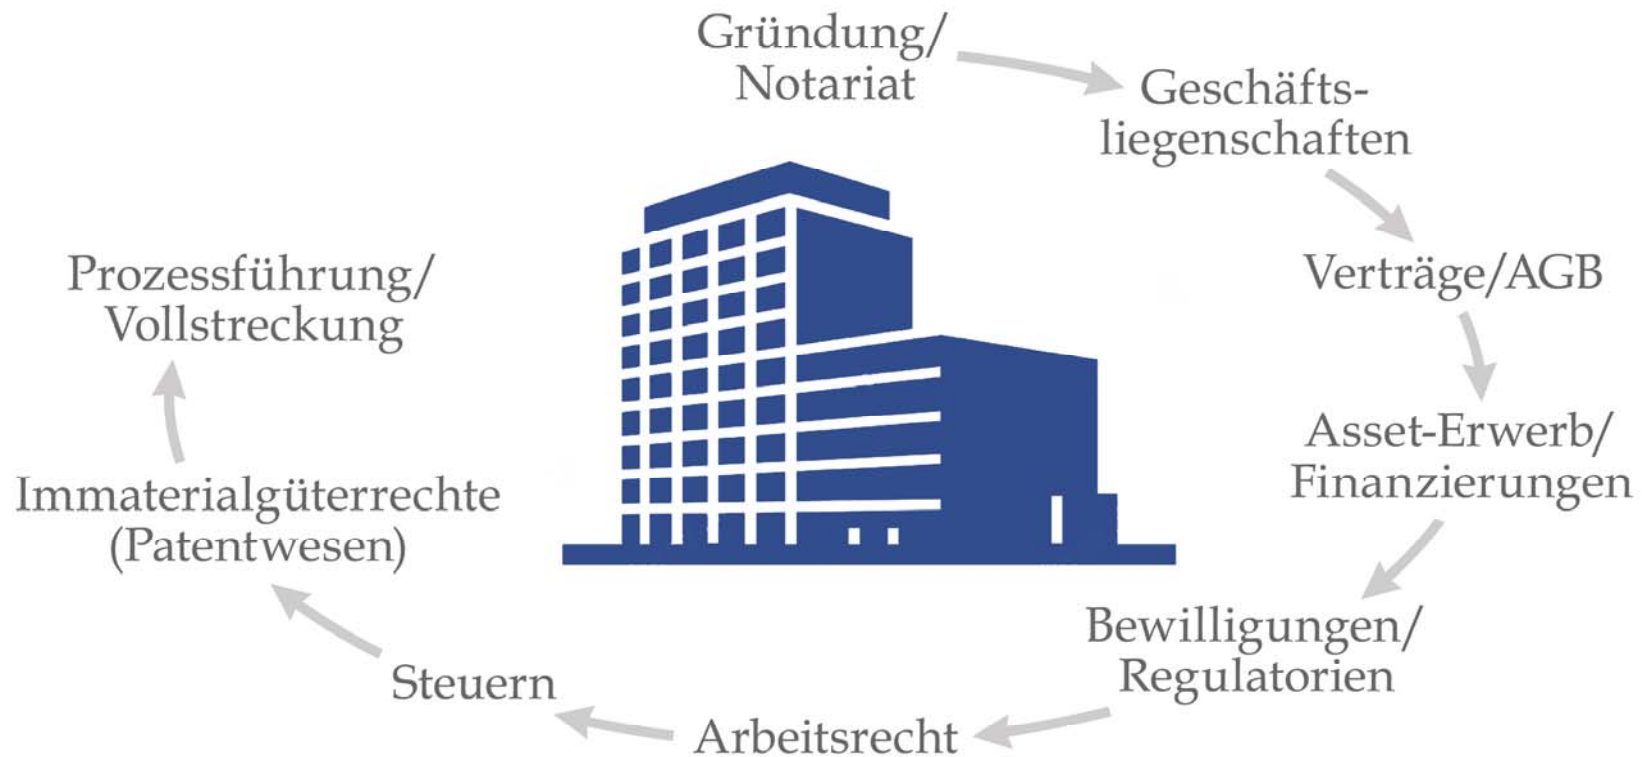 Gründung/
Notariat
Geschäfts-
liegenschaften
Verträge/AGB
Asset-Erwerb/
Finanzierungen
Bewilligungen/
Regulatorien
Arbeitsrecht
Steuern
Immaterialgüterrechte
(Patentwesen)
Prozessführung/
Vollstreckung